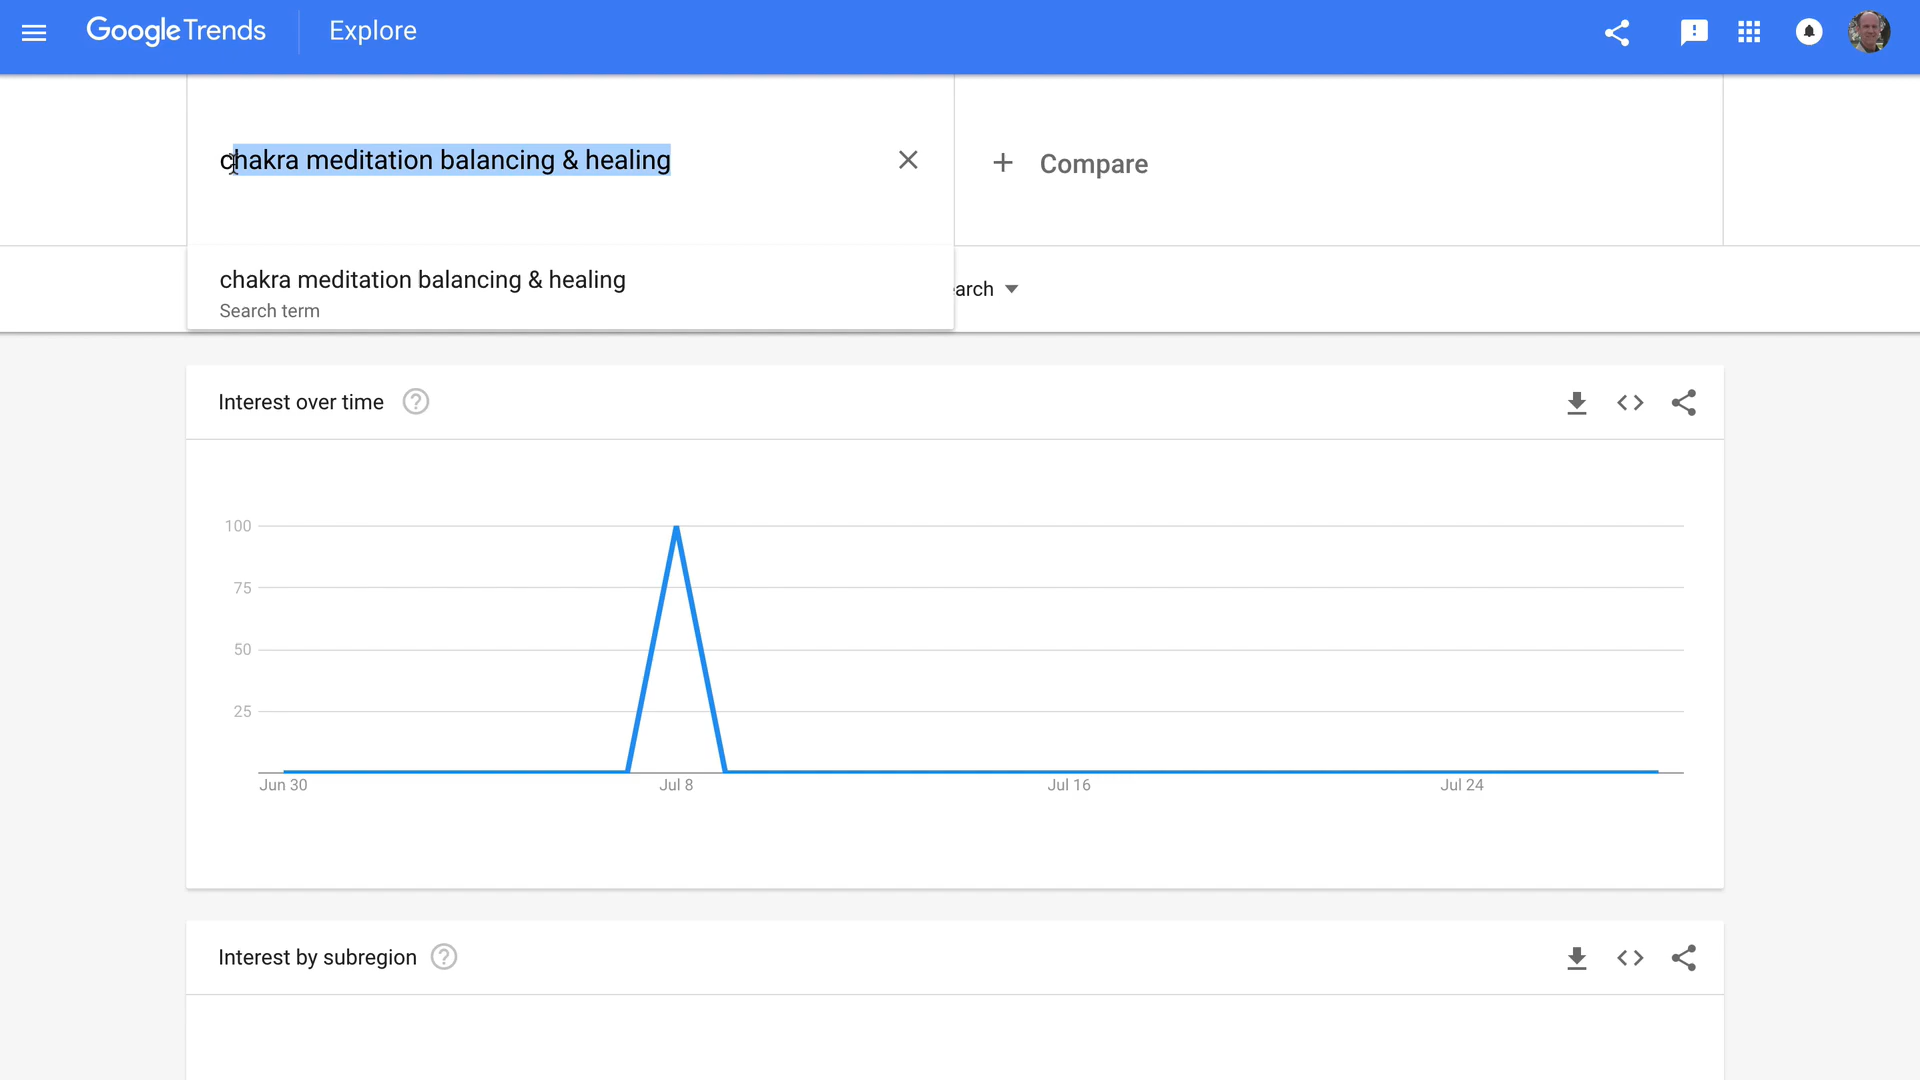 Google Trends
Explore
chakra meditation balancing & healing
+ Compare
chakra meditation balancing & healing
Search term
arch
Interest over time
100
75
50
25
Jun 30
Jul 8
Jul 16
Jul 24
Interest by subregion